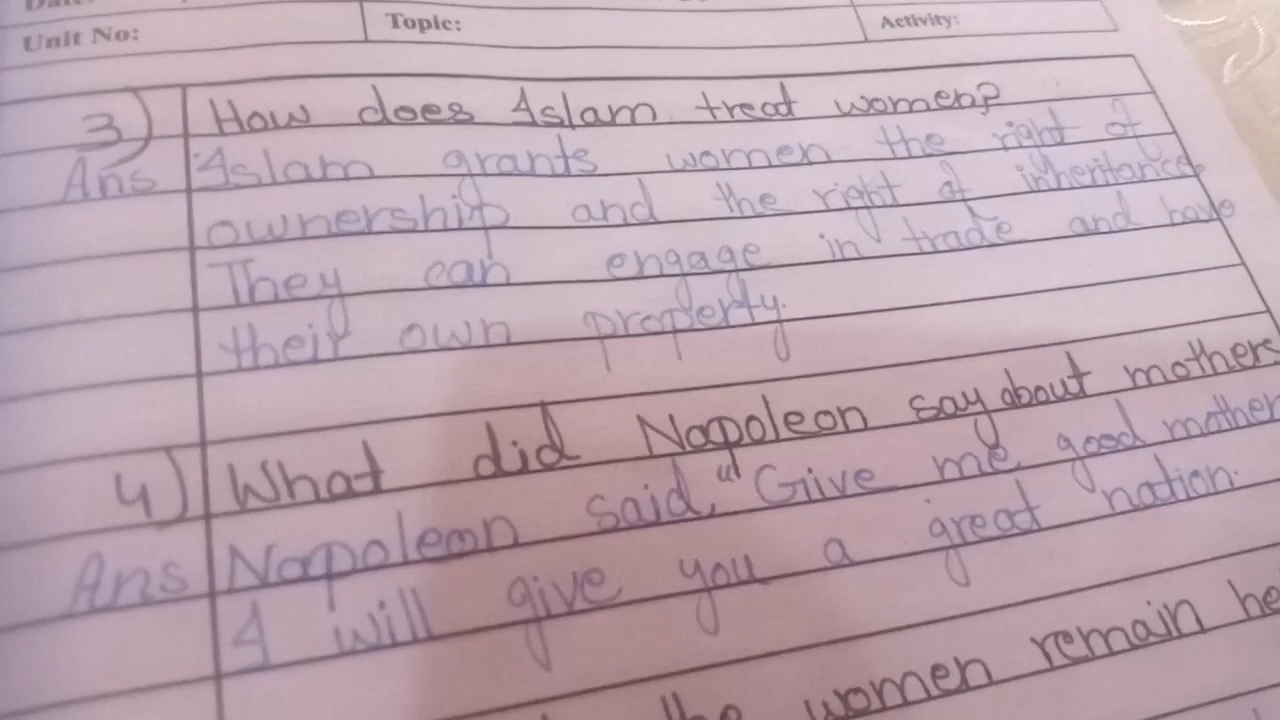 Unit No: Topic: Activity:
3) How does Islam treat women?
Ans Islam grants women the right of
ownership and the right of inheritance.
They can engage in trade and have
their own property.
4) What did Napoleon say about mothers
Ans Napoleon said, "Give me good mother
I will give you a great nation.
the women remain he